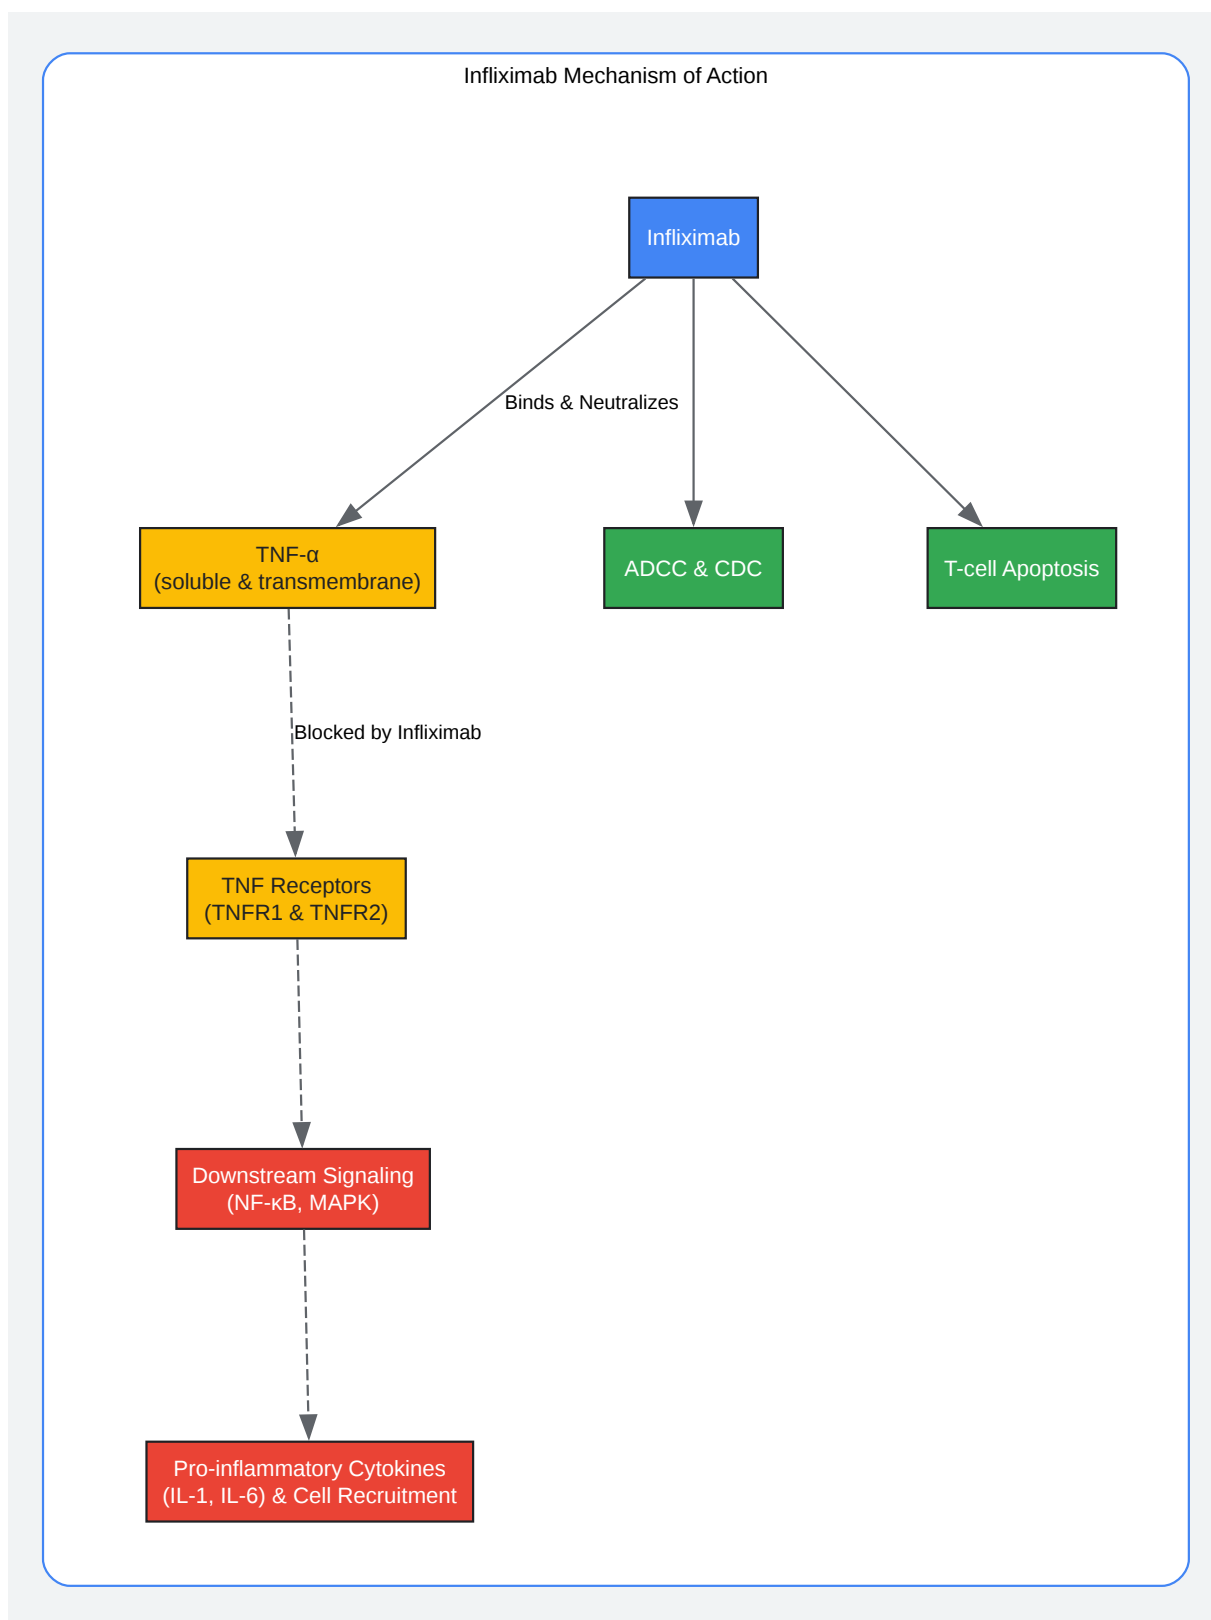 Infliximab Mechanism of Action
Infliximab
Binds & Neutralizes
TNF-α
(soluble & transmembrane)
ADCC & CDC
T-cell Apoptosis
Blocked by Infliximab
TNF Receptors
(TNFR1 & TNFR2)
Downstream Signaling
(NF-κB, MAPK)
Pro-inflammatory Cytokines
(IL-1, IL-6) & Cell Recruitment